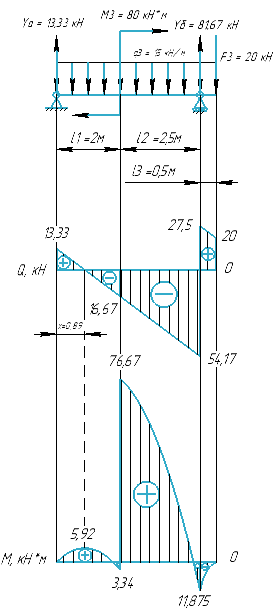 M3 = 80 кН*м
Yа = 13,33 кН
Yб = 81,67 кН
q3 = 15 кН/м
F3 = 20 кН
l1 =2м
l2 =2,5м
l3 =0,5м
27,5
13,33
20
Q, кН
0
16,67
x=0,89
76,67
54,17
5,92
М, кН*м
0
3,34
11,875